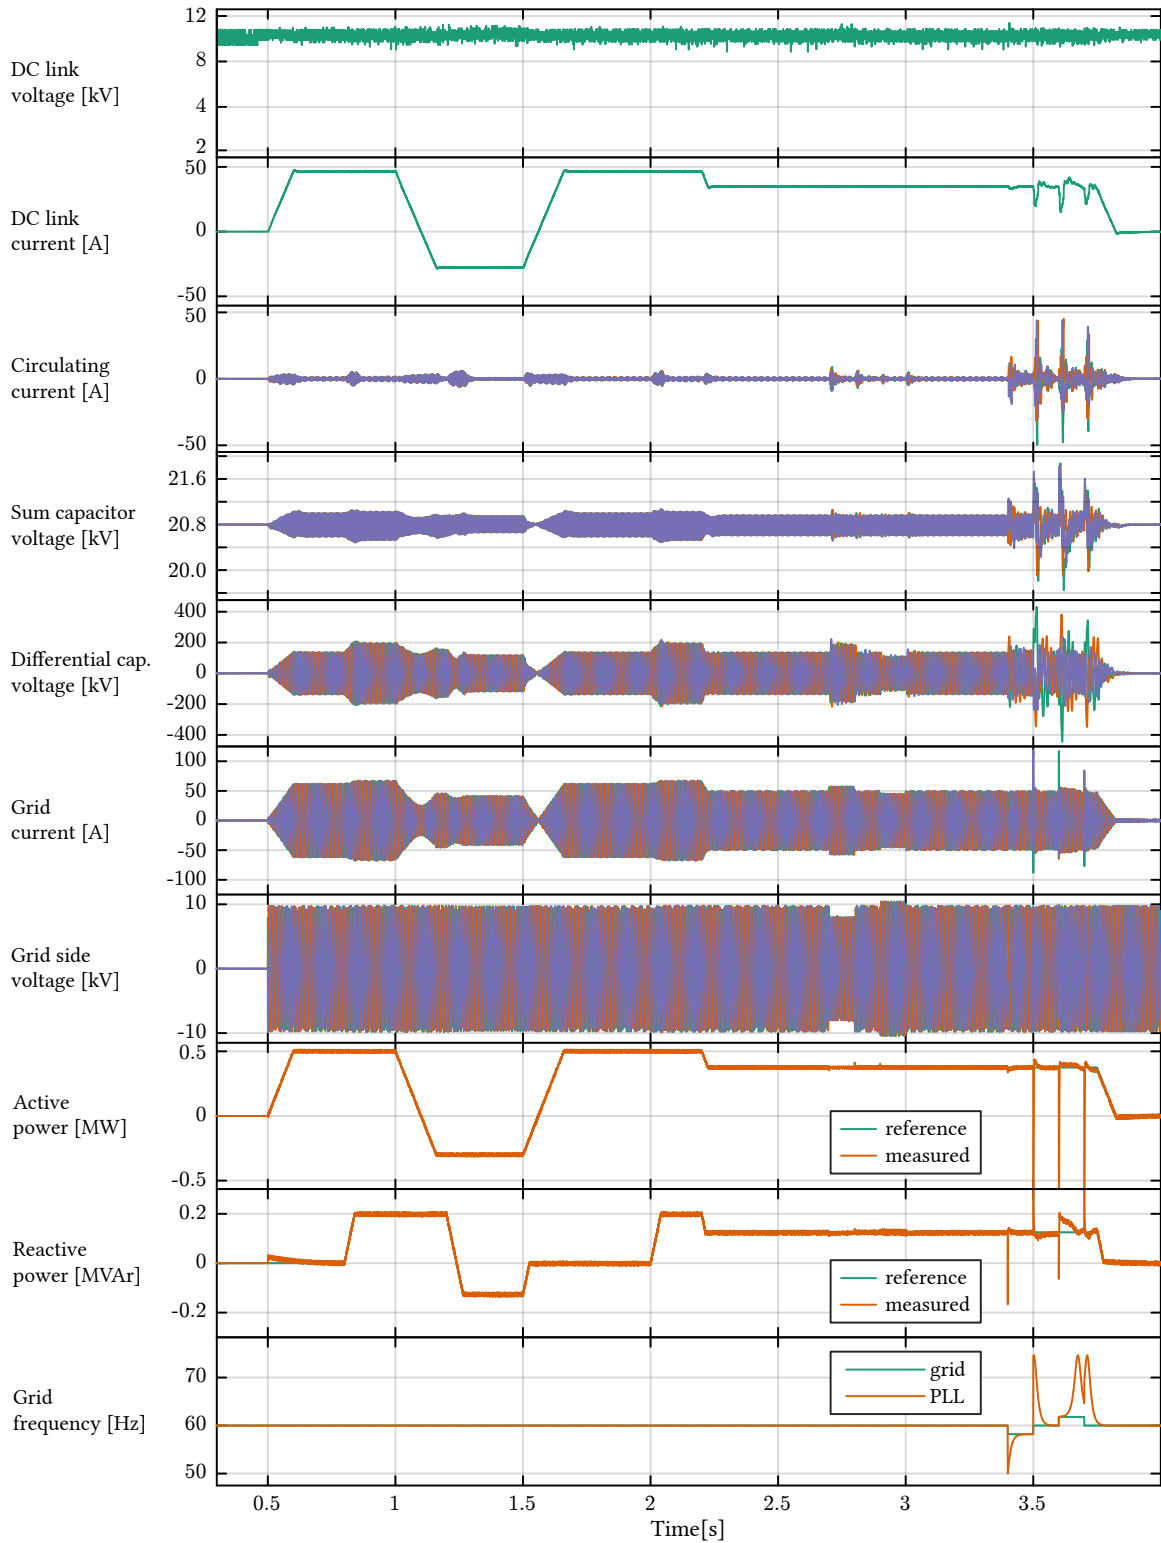 12
8
4
2
DC link
voltage [kV]
50
0
-50
DC link
current [A]
50
0
-50
Circulating
current [A]
21.6
20.8
20.0
Sum capacitor
voltage [kV]
400
200
0
-200
-400
Differential cap.
voltage [kV]
100
50
0
-50
-100
Grid
current [A]
10
0
-10
Grid side
voltage [kV]
0.5
0
-0.5
Active
power [MW]
reference
measured
0.2
0
-0.2
Reactive
power [MVAr]
reference
measured
70
60
50
Grid
frequency [Hz]
grid
PLL
0.5 1 1.5 2 2.5 3 3.5
Time[s]